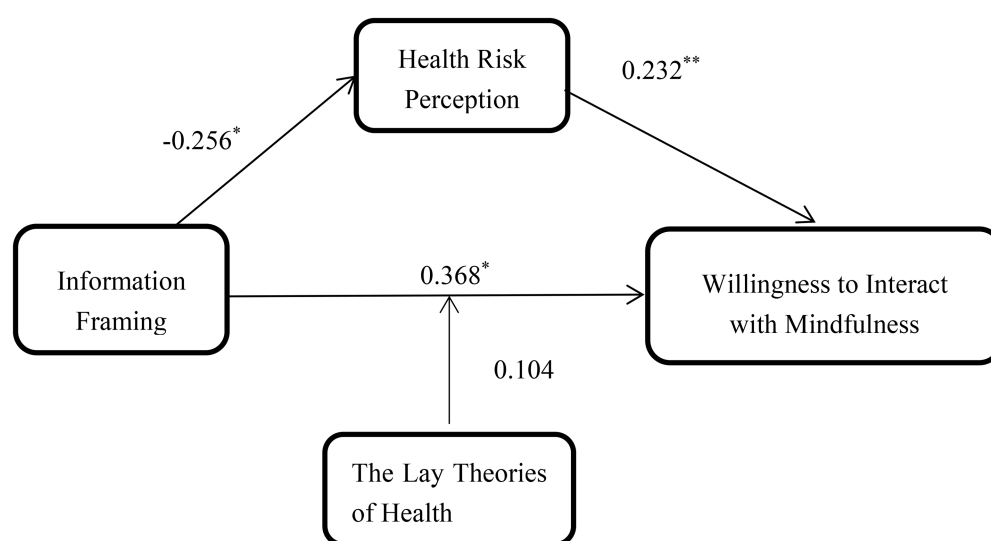 Health Risk
Perception
0.232**
-0.256*
Information
Framing
0.368*
Willingness to Interact
with Mindfulness
0.104
The Lay Theories
of Health